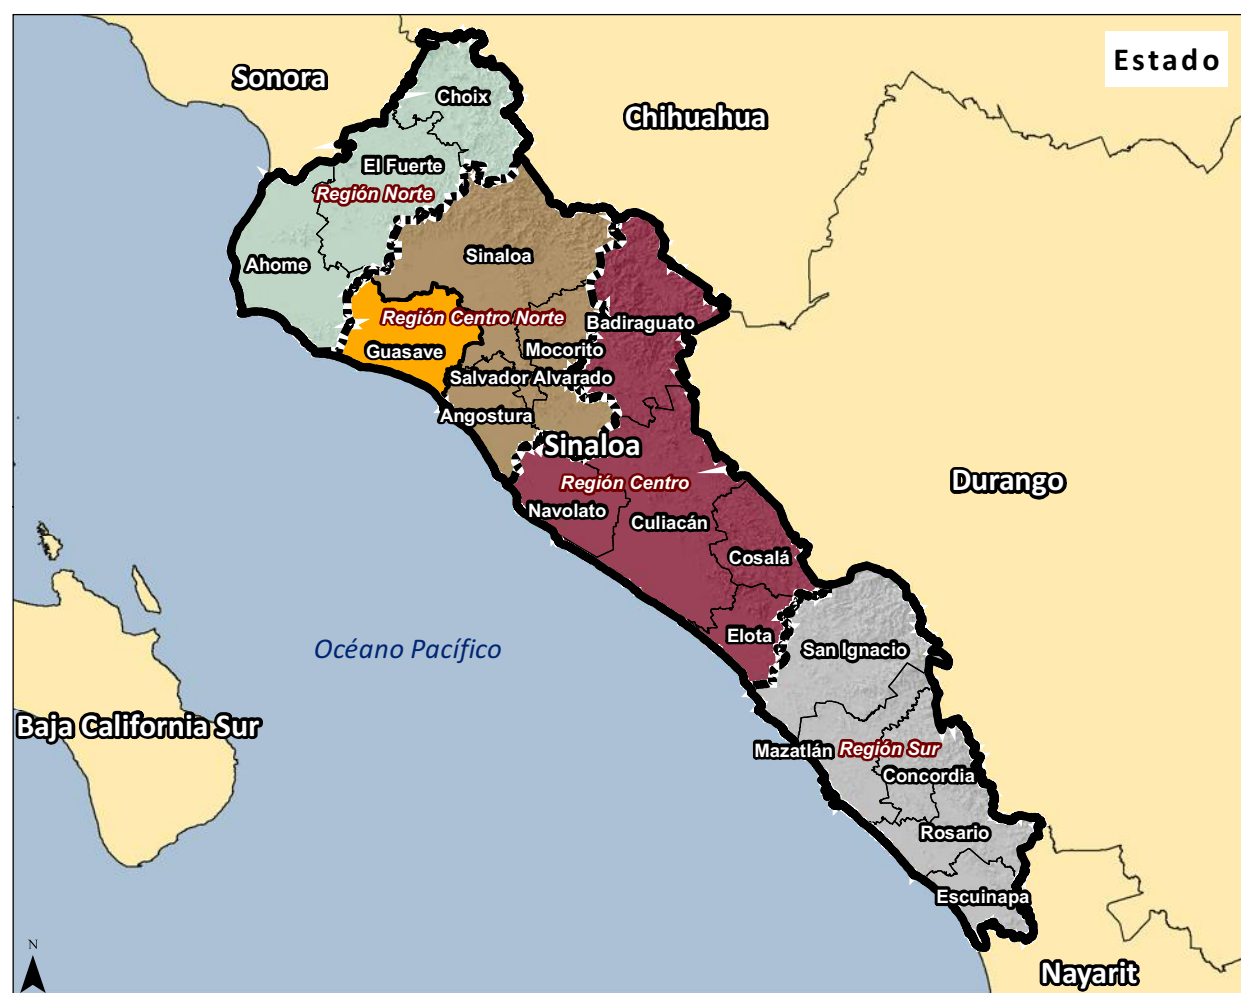 Estado
Sonora
Choix
Chihuahua
El Fuerte
Región Norte
Sinaloa
Ahome
Región Centro Norte
Badiraguato
Guasave
Mocorito
Salvador Alvarado
Angostura
Sinaloa
Región Centro
Durango
Navolato
Culiacán
Cosalá
Elota
Océano Pacífico
San Ignacio
Baja California Sur
Mazatlán
Región Sur
Concordia
Rosario
Escuinapa
N
Nayarit